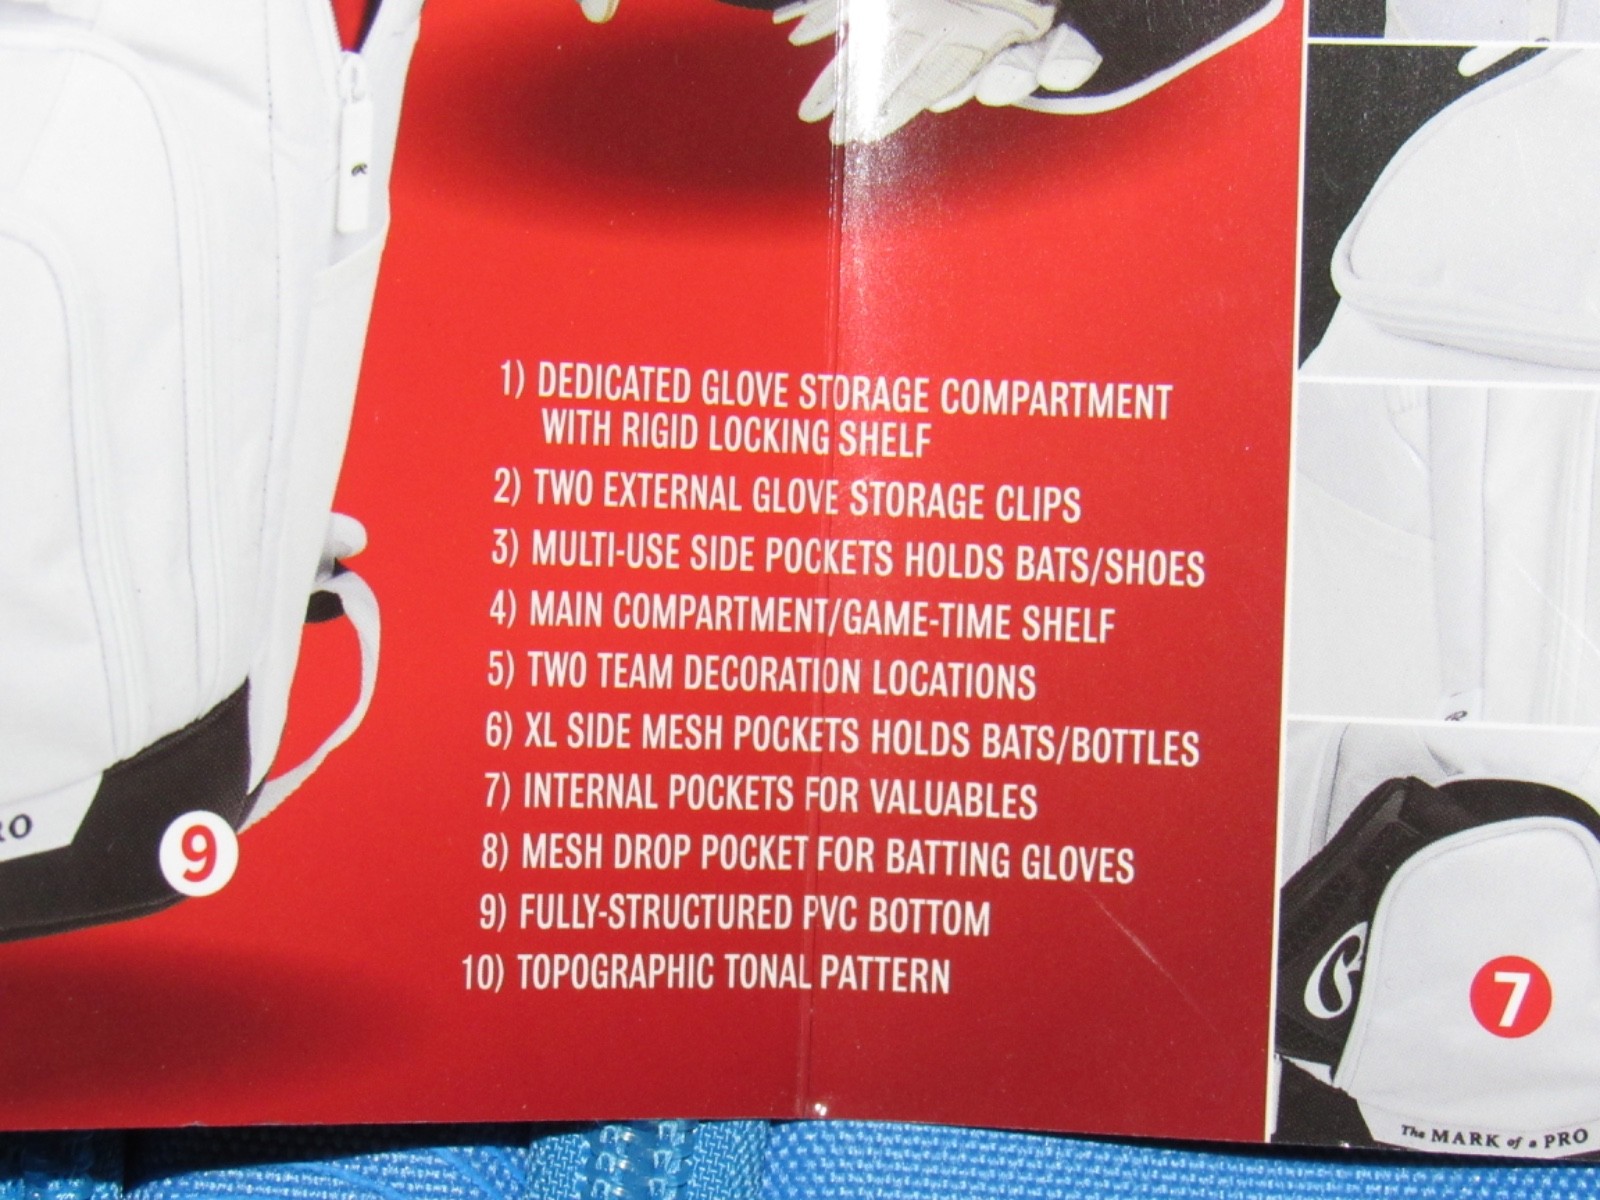 1) DEDICATED GLOVE STORAGE COMPARTMENT
WITH RIGID LOCKING SHELF
2) TWO EXTERNAL GLOVE STORAGE CLIPS
3) MULTI-USE SIDE POCKETS HOLDS BATS/SHOES
4) MAIN COMPARTMENT/GAME-TIME SHELF
5) TWO TEAM DECORATION LOCATIONS
6) XL SIDE MESH POCKETS HOLDS BATS/BOTTLES
7) INTERNAL POCKETS FOR VALUABLES
8) MESH DROP POCKET FOR BATTING GLOVES
9) FULLY-STRUCTURED PVC BOTTOM
10) TOPOGRAPHIC TONAL PATTERN
9
R
7
The MARK of a PRO